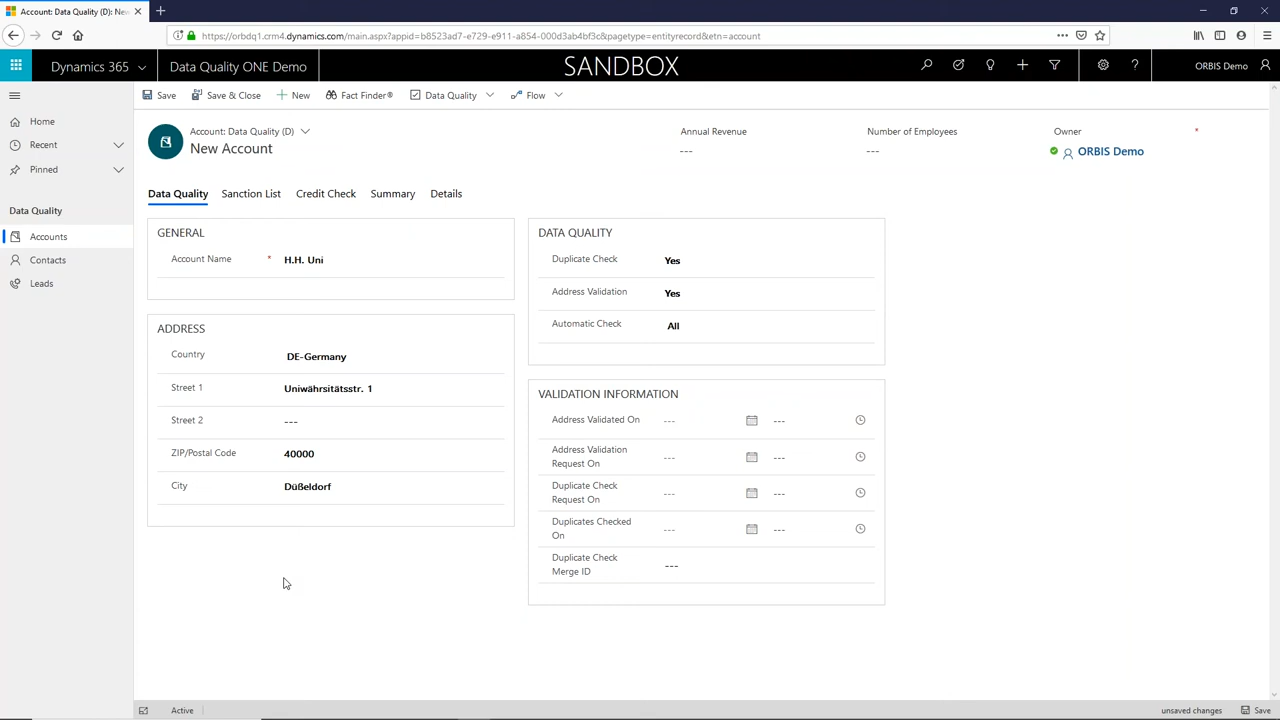 Account: Data Quality (D): New
https://orbdq1.crm4.dynamics.com/main.aspx?appid=b8523ad7-e729-e911-a854-000d3ab4bf3c&pagetype=entityrecord&etn=account
Dynamics 365
Data Quality ONE Demo
SANDBOX
ORBIS Demo
Save
Save & Close
New
Fact Finder®
Data Quality
Flow
Home
Recent
Pinned
Data Quality
Accounts
Contacts
Leads
Account: Data Quality (D)
New Account
Annual Revenue
---
Number of Employees
---
Owner
*
ORBIS Demo
Data Quality Sanction List Credit Check Summary Details
GENERAL
Account Name * H.H. Uni
ADDRESS
Country DE-Germany
Street 1 Uniwährsitätsstr. 1
Street 2 ---
ZIP/Postal Code 40000
City Düßeldorf
DATA QUALITY
Duplicate Check Yes
Address Validation Yes
Automatic Check All
VALIDATION INFORMATION
Address Validated On --- ---
Address Validation
Request On
--- ---
Duplicate Check
Request On
--- ---
Duplicates Checked
On
--- ---
Duplicate Check
Merge ID
---
Active
unsaved changes
Save